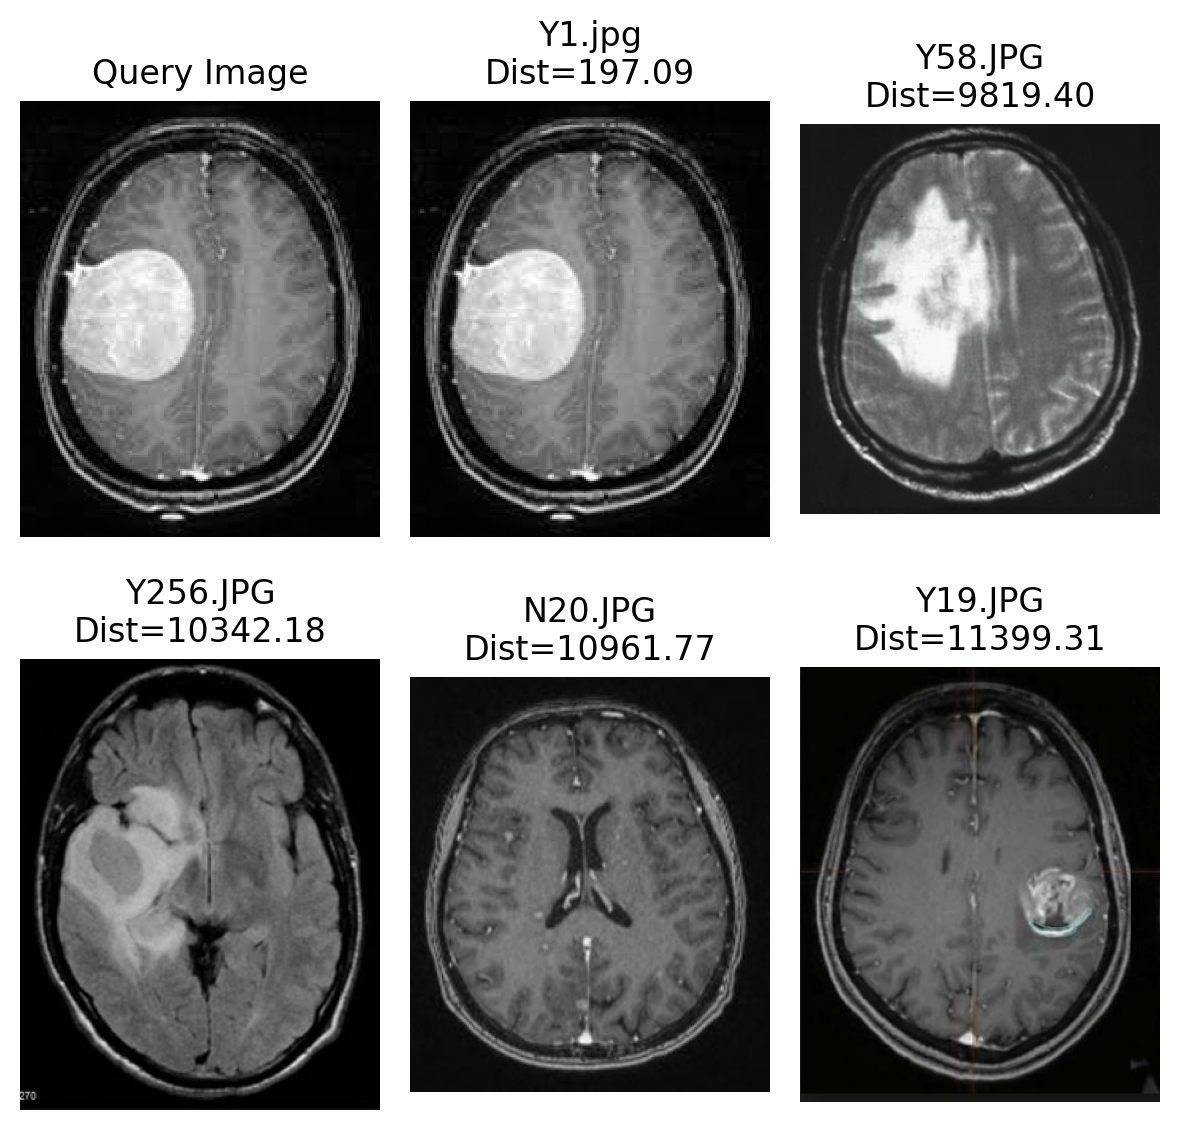 Query Image
Y1.jpg
Dist=197.09
Y58.JPG
Dist=9819.40
Y256.JPG
Dist=10342.18
N20.JPG
Dist=10961.77
Y19.JPG
Dist=11399.31
270